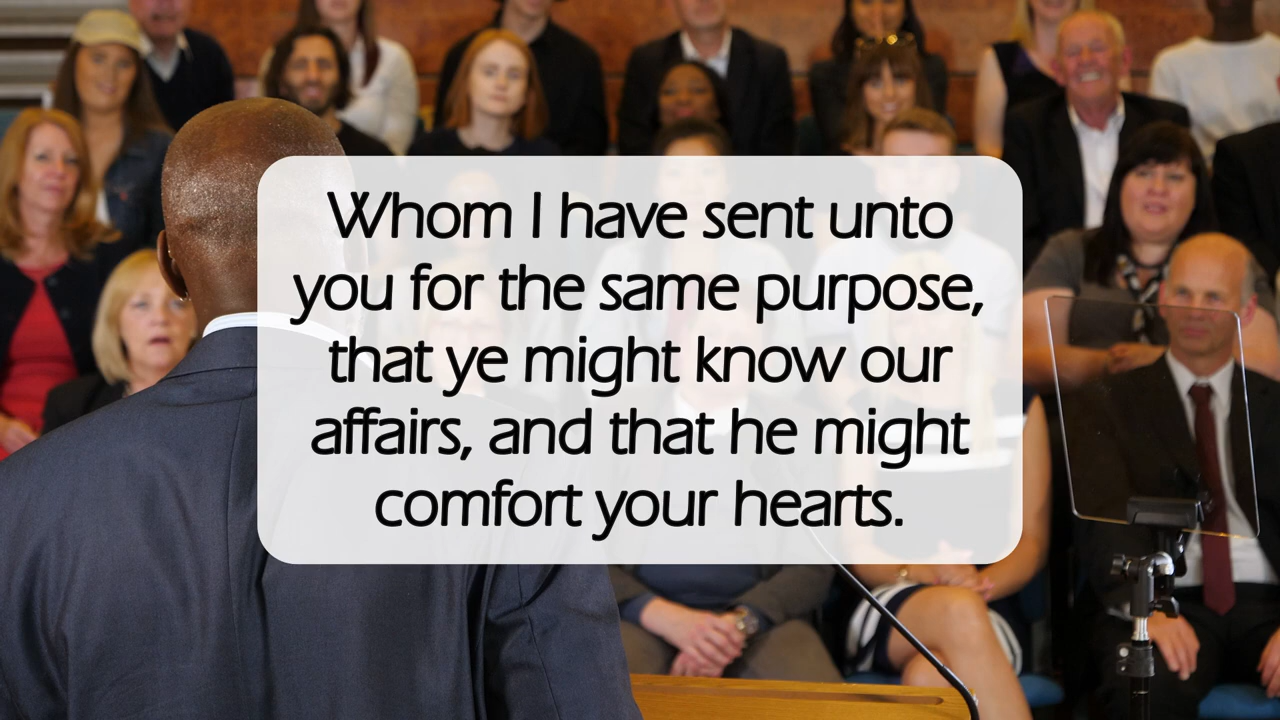 Whom I have sent unto
you for the same purpose,
that ye might know our
affairs, and that he might
comfort your hearts.